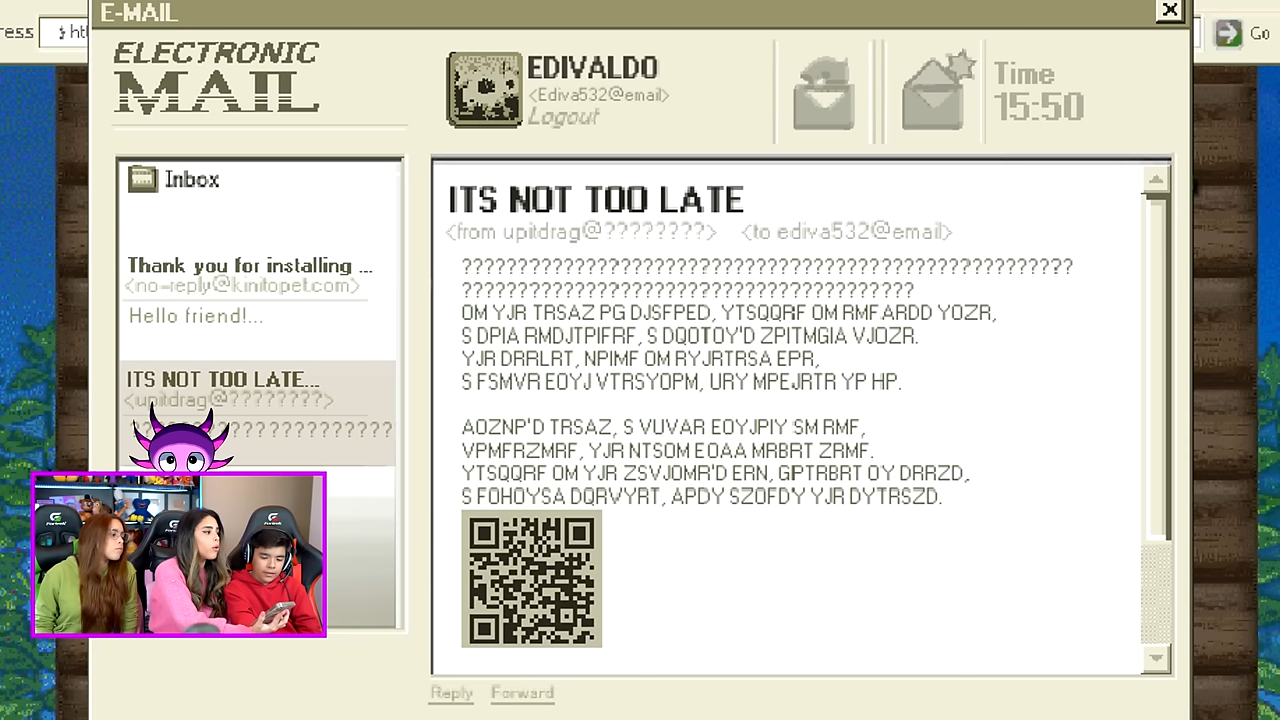 ress
E-MAIL
Go
ELECTRONIC
MAIL
EDIVALDO
<Ediva532@email>
Logout
Time
15:50
Inbox
Thank you for installing ...
<no-reply@kinitopet.com>
Hello friend!...
ITS NOT TOO LATE...
<upitdrag@????????>
ITS NOT TOO LATE
<from upitdrag@????????> <to ediva532@email>
OM YJR TRSAZ PG DJSFPED, YTSQQRF OM RMFARDD YOZR,
S DPIA RMDJTPIFRF, S DQOTOY'D ZPITMGIA VJOZR.
YJR DRRLRT, NPIMF OM RYJRTRSA EPR,
S FSMVR EOYJ VTRSYOPM, URY MPEJRTR YP HP.
AOZNP'D TRSAZ, S VUVAR EOYJPIY SM RMF,
VPMFRZMRF, YJR NTSOM EOAA MRBRT ZRMF.
YTSQQRF OM YJR ZSVJOMR'D ERN, GPTRBRT OY DRRZD,
S FOHOYSA DQRVYRT, APDY SZOFDY YJR DYTRSZD.
Reply Forward